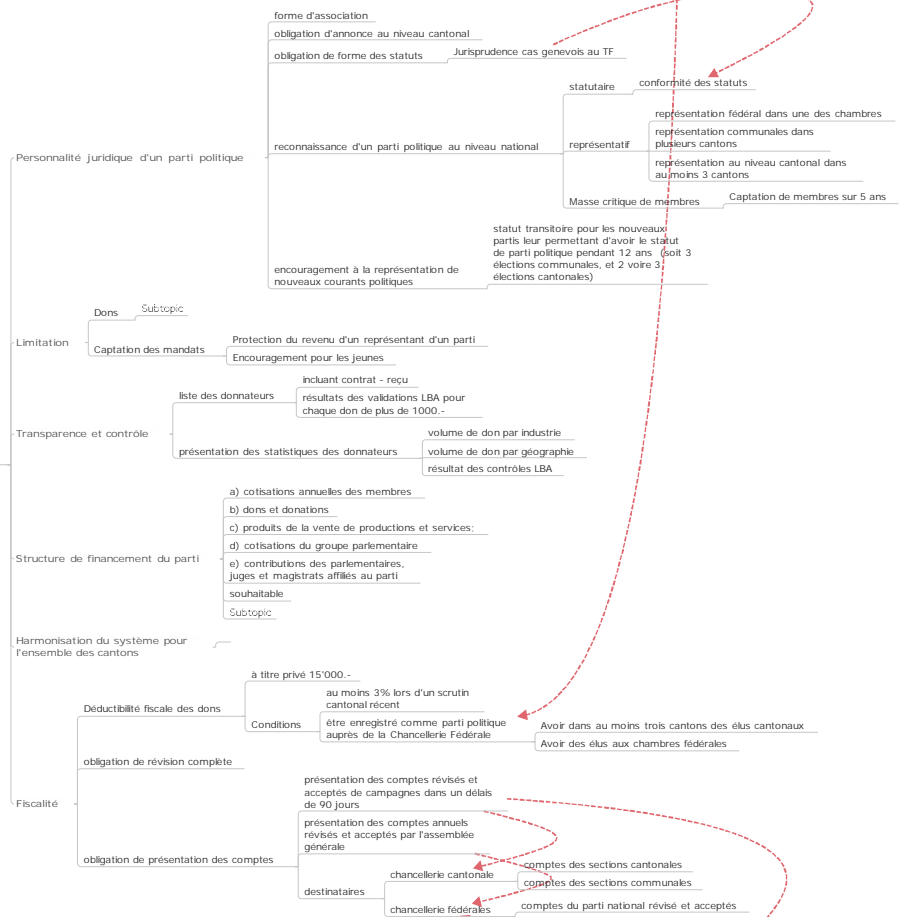 forme d'association
obligation d'annonce au niveau cantonal
obligation de forme des statuts
Jurisprudence cas genevois au TF
statutaire
conformité des statuts
Personnalité juridique d'un parti politique
reconnaissance d'un parti politique au niveau national
représentatif
représentation fédéral dans une des chambres
représentation communales dans
plusieurs cantons
représentation au niveau cantonal dans
au moins 3 cantons
Masse critique de membres
Captation de membres sur 5 ans
encouragement à la représentation de
nouveaux courants politiques
statut transitoire pour les nouveaux
partis leur permettant d'avoir le statut
de parti politique pendant 12 ans (soit 3
élections communales, et 2 voire 3
élections cantonales)
Limitation
Dons
Subtopic
Captation des mandats
Protection du revenu d'un représentant d'un parti
Encouragement pour les jeunes
Transparence et contrôle
liste des donnateurs
incluant contrat - reçu
résultats des validations LBA pour
chaque don de plus de 1000.-
présentation des statistiques des donnateurs
volume de don par industrie
volume de don par géographie
résultat des contrôles LBA
Structure de financement du parti
a) cotisations annuelles des membres
b) dons et donations
c) produits de la vente de productions et services;
d) cotisations du groupe parlementaire
e) contributions des parlementaires,
juges et magistrats affiliés au parti
souhaitable
Subtopic
Harmonisation du système pour
l'ensemble des cantons
Fiscalité
Déductibilité fiscale des dons
à titre privé 15'000.-
Conditions
au moins 3% lors d'un scrutin
cantonal récent
être enregistré comme parti politique
auprès de la Chancellerie Fédérale
Avoir dans au moins trois cantons des élus cantonaux
Avoir des élus aux chambres fédérales
obligation de révision complète
obligation de présentation des comptes
présentation des comptes révisés et
acceptés de campagnes dans un délais
de 90 jours
présentation des comptes annuels
révisés et acceptés par l'assemblée
générale
destinataires
chancellerie cantonale
comptes des sections cantonales
comptes des sections communales
chancellerie fédérales
comptes du parti national révisé et acceptés